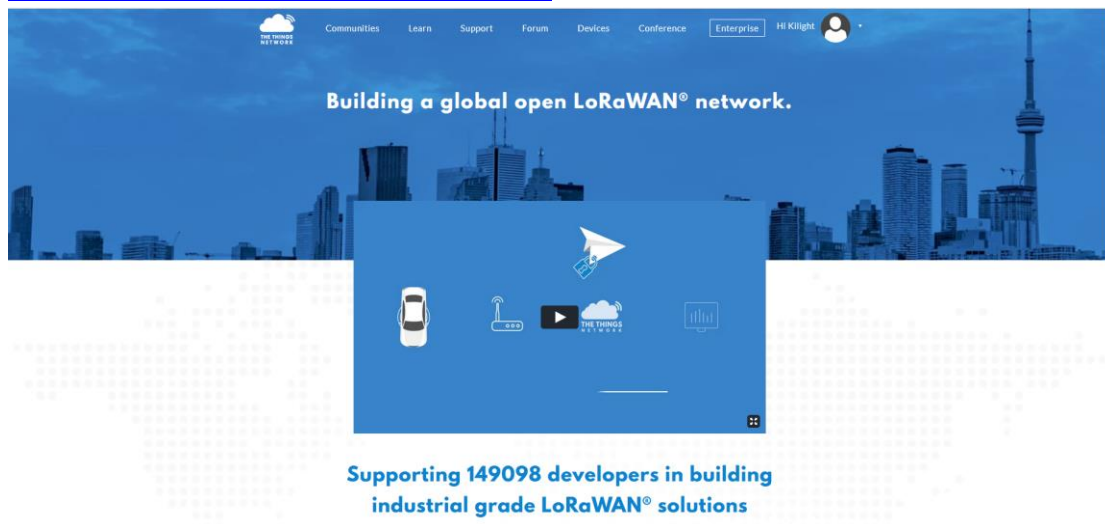 THE THINGS
NETWORK
Communities Learn Support Forum Devices Conference Enterprise Hi Kilight
Building a global open LoRaWAN® network.
THE THINGS
NETWORK
Supporting 149098 developers in building
industrial grade LoRaWAN® solutions